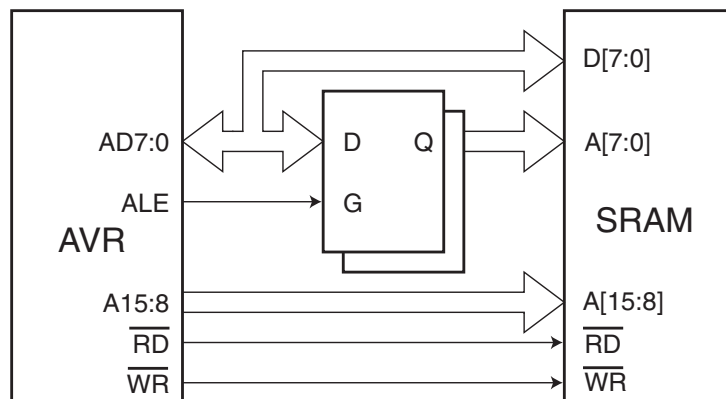 D[7:0]
AD7:0
D
Q
A[7:0]
ALE
G
AVR
SRAM
A15:8
A[15:8]
RD
RD
WR
WR